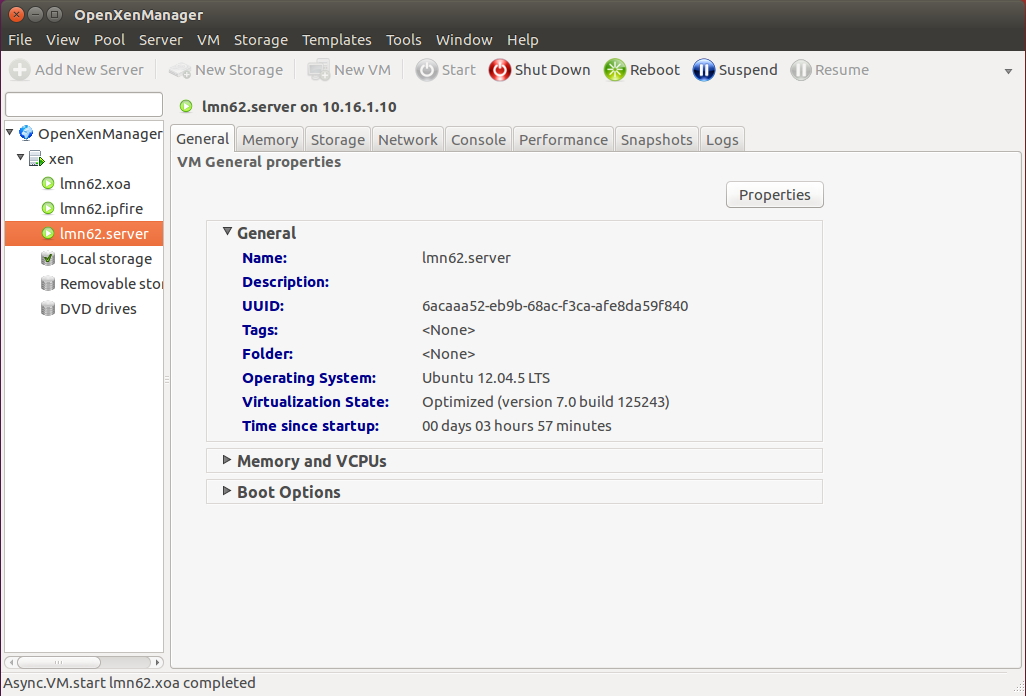 OpenXenManager
File View Pool Server VM Storage Templates Tools Window Help
Add New Server New Storage New VM Start Shut Down Reboot Suspend Resume
lmn62.server on 10.16.1.10
OpenXenManager
xen
lmn62.xoa
lmn62.ipfire
lmn62.server
Local storage
Removable sto
DVD drives
General Memory Storage Network Console Performance Snapshots Logs
VM General properties
Properties
General
Name: lmn62.server
Description:
UUID: 6acaaa52-eb9b-68ac-f3ca-afe8da59f840
Tags: <None>
Folder: <None>
Operating System: Ubuntu 12.04.5 LTS
Virtualization State: Optimized (version 7.0 build 125243)
Time since startup: 00 days 03 hours 57 minutes
Memory and VCPUs
Boot Options
Async.VM.start lmn62.xoa completed